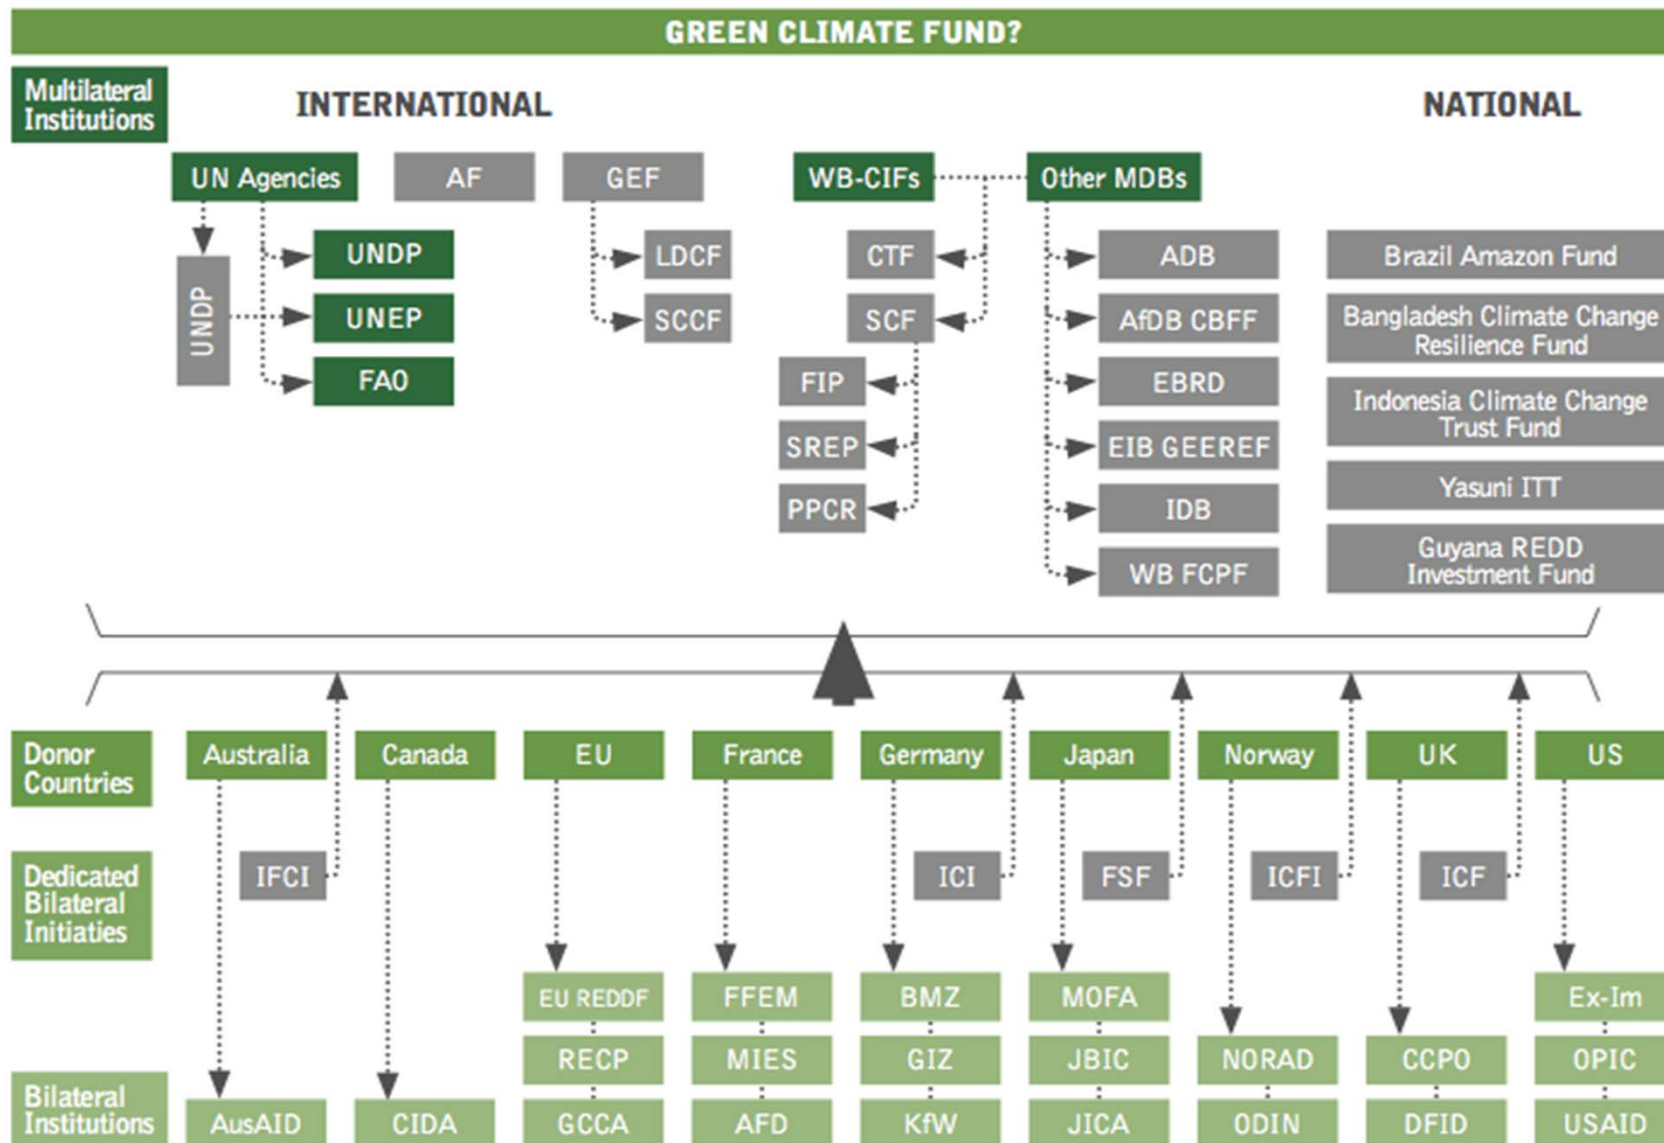 GREEN CLIMATE FUND?
Multilateral
Institutions
INTERNATIONAL
NATIONAL
UN Agencies
AF
GEF
WB-CIFs
Other MDBs
UNDP
UNDP
UNEP
FAO
LDCF
SCCF
CTF
SCF
FIP
SREP
PPCR
ADB
AfDB CBFF
EBRD
EIB GEEREF
IDB
WB FCPF
Brazil Amazon Fund
Bangladesh Climate Change
Resilience Fund
Indonesia Climate Change
Trust Fund
Yasuni ITT
Guyana REDD
Investment Fund
Donor
Countries
Australia
Canada
EU
France
Germany
Japan
Norway
UK
US
Dedicated
Bilateral
Initiaties
IFCI
ICI
FSF
ICFI
ICF
Bilateral
Institutions
AusAID
CIDA
EU REDDF
RECP
GCCA
FFEM
MIES
AFD
BMZ
GIZ
KfW
MOFA
JBIC
JICA
NORAD
ODIN
CCPO
DFID
Ex-Im
OPIC
USAID